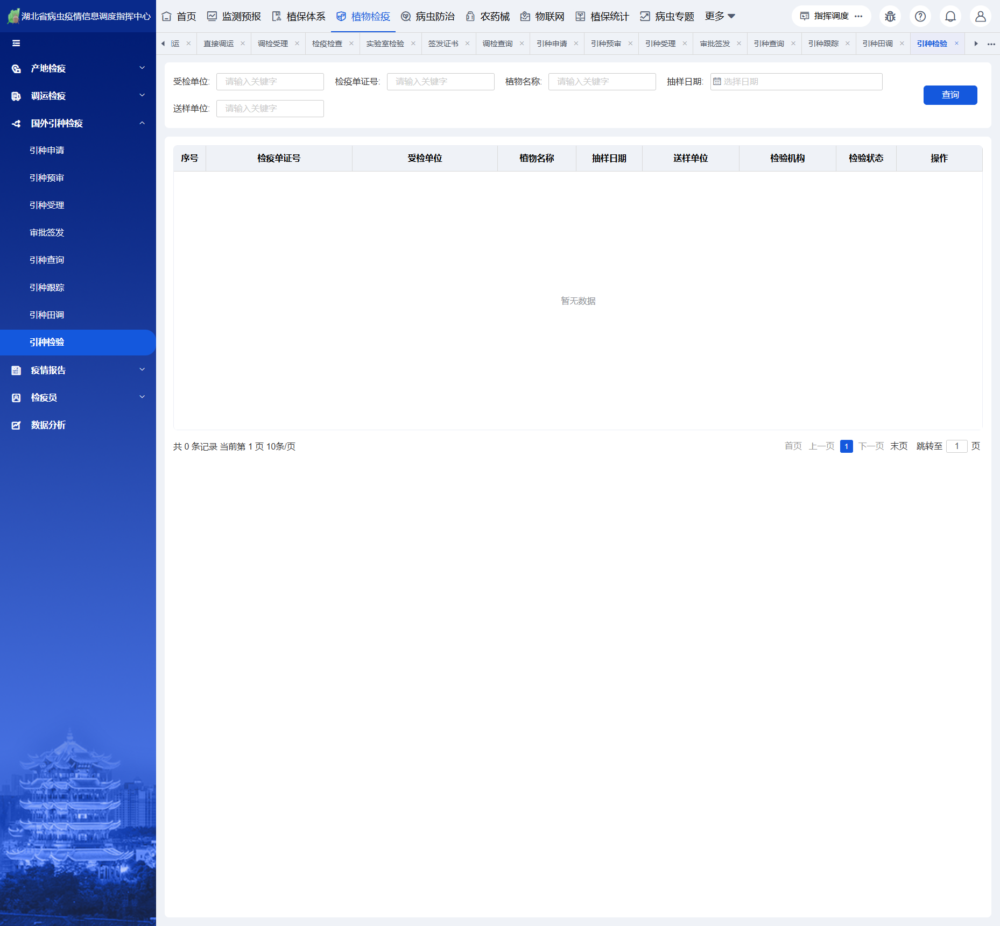 湖北省病虫疫情信息调度指挥中心
首页 监测预报 植保体系 植物检疫 病虫防治 农药械 物联网 植保统计 病虫专题 更多
指挥调度
运 直接调运 调检受理 检疫检查 实验室检验 签发证书 调检查询 引种申请 引种预审 引种受理 审批签发 引种查询 引种跟踪 引种田调 引种检验
产地检疫
调运检疫
国外引种检疫
引种申请
引种预审
引种受理
审批签发
引种查询
引种跟踪
引种田调
引种检验
疫情报告
检疫员
数据分析
受检单位: 请输入关键字 检疫单证号: 请输入关键字 植物名称: 请输入关键字 抽样日期: 选择日期
送样单位: 请输入关键字
查询
序号 检疫单证号 受检单位 植物名称 抽样日期 送样单位 检验机构 检验状态 操作
暂无数据
共 0 条记录 当前第 1 页 10条/页
首页 上一页 1 下一页 末页 跳转至 1 页